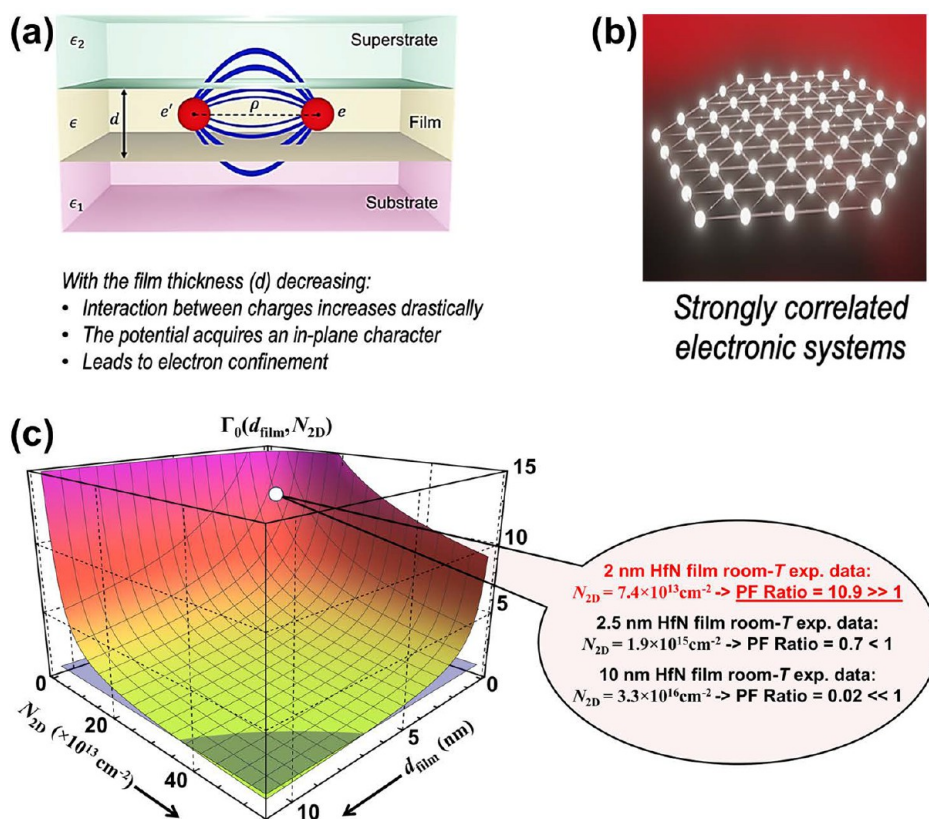 (a)
ϵ₂
Superstrate
ϵ
d
e′
ρ
e
Film
ϵ₁
Substrate
With the film thickness (d) decreasing:
• Interaction between charges increases drastically
• The potential acquires an in-plane character
• Leads to electron confinement
(b)
Strongly correlated
electronic systems
(c)
Γ₀(d_film, N₂D)
15
10
5
0
0
20
40
N₂D (×10¹³ cm⁻²)
5
10
d_film (nm)
2 nm HfN film room-T exp. data:
N₂D = 7.4×10¹³cm⁻² -> PF Ratio = 10.9 >> 1
2.5 nm HfN film room-T exp. data:
N₂D = 1.9×10¹⁵cm⁻² -> PF Ratio = 0.7 < 1
10 nm HfN film room-T exp. data:
N₂D = 3.3×10¹⁶cm⁻² -> PF Ratio = 0.02 << 1